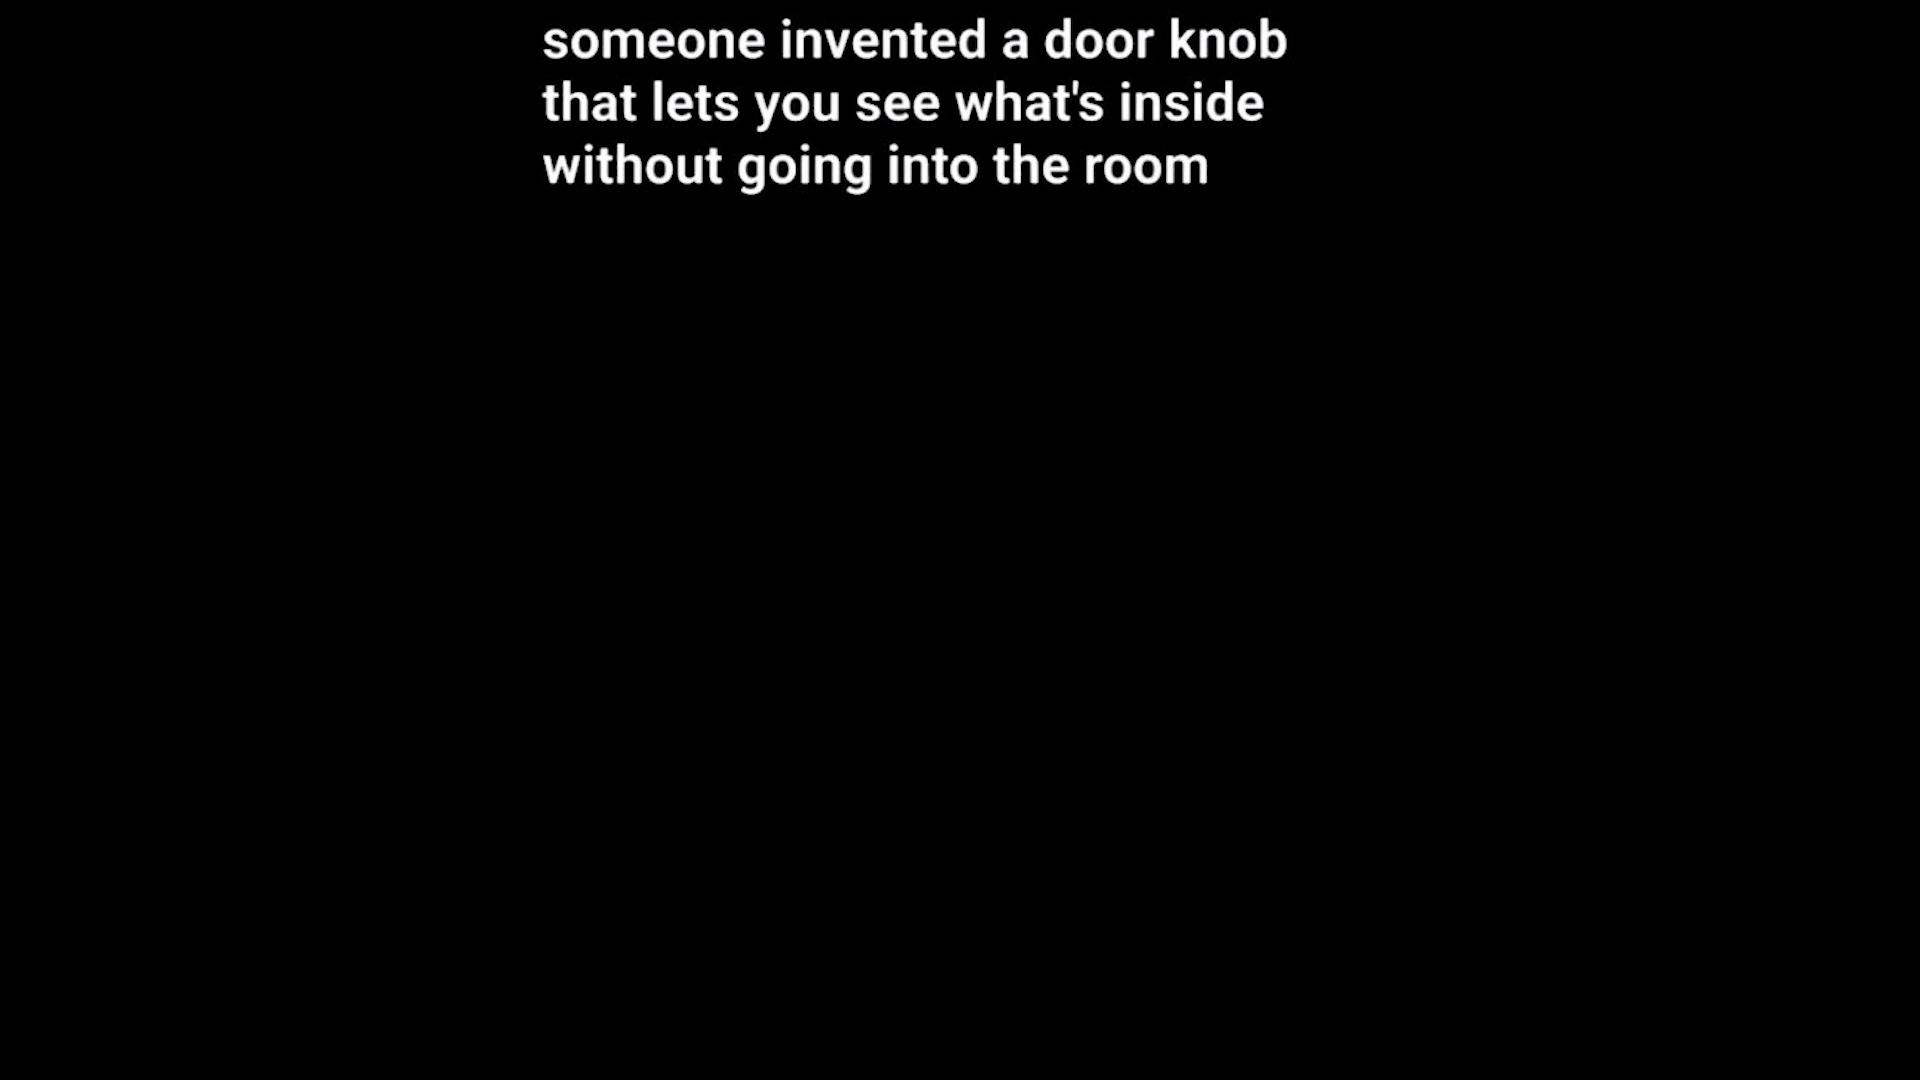 someone invented a door knob
that lets you see what's inside
without going into the room